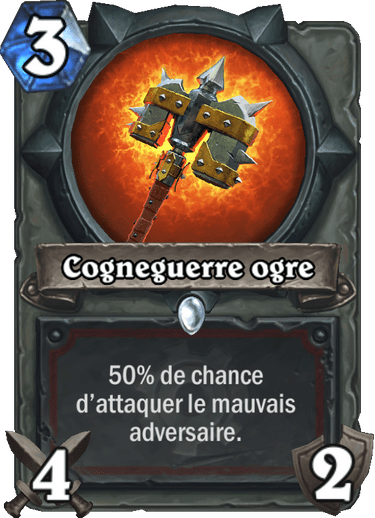 3
Cogneguerre ogre
50% de chance
d'attaquer le mauvais
adversaire.
4
2